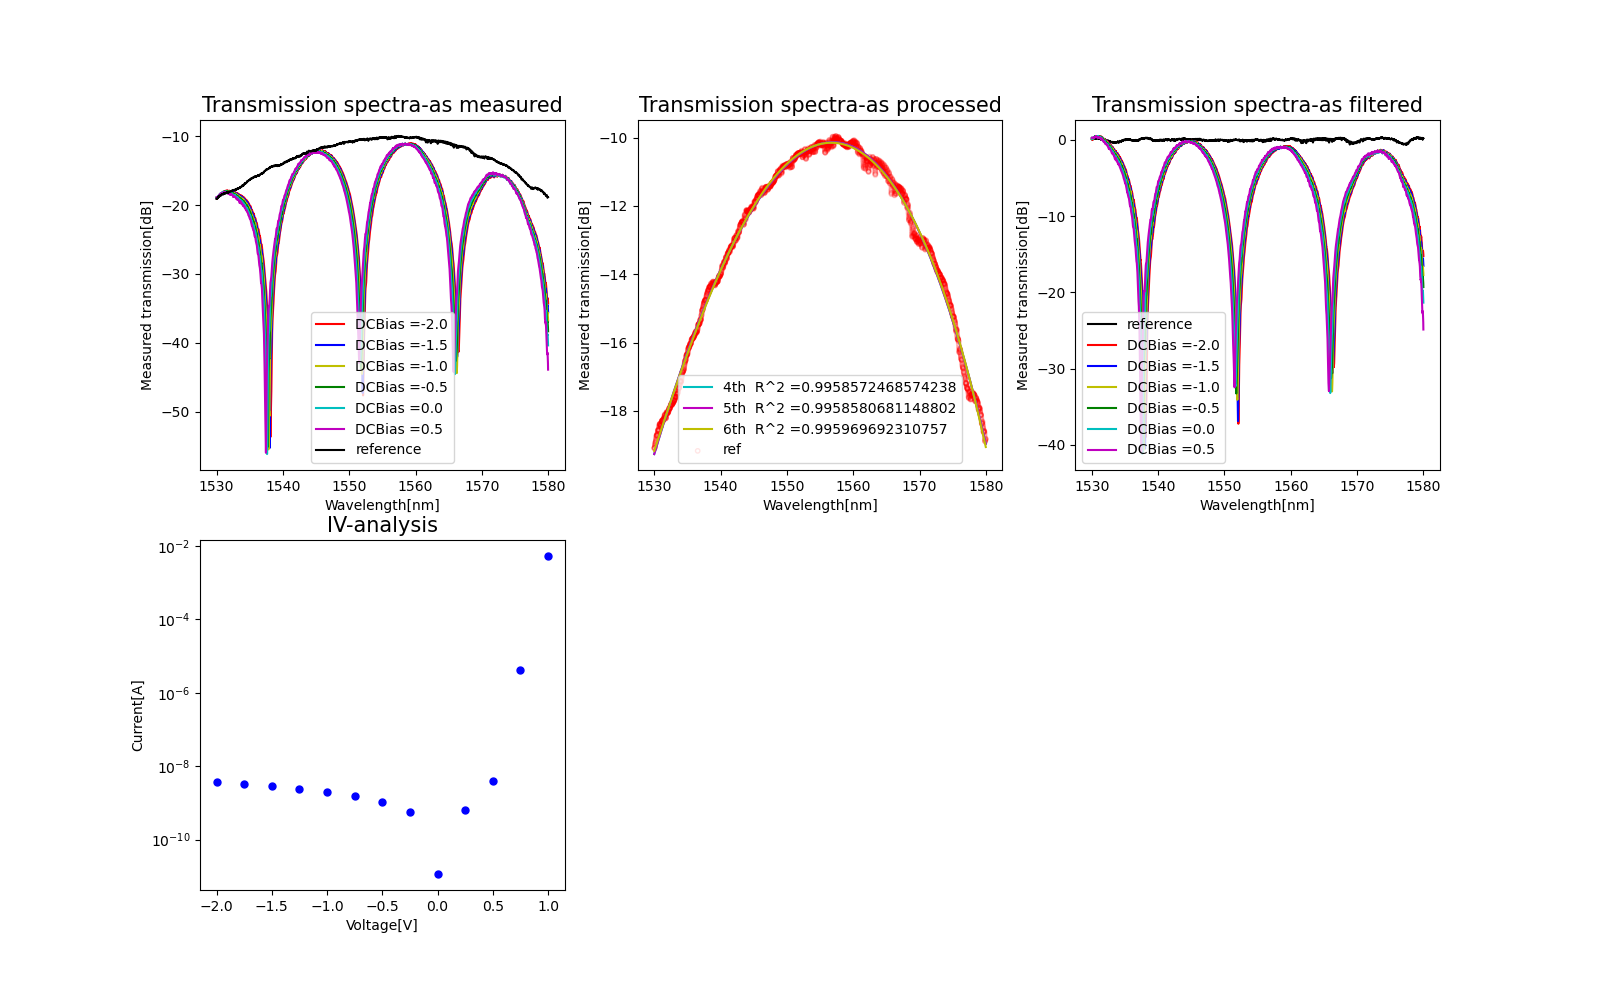 Transmission spectra-as measured
Measured transmission[dB]
−10
−20
−30
−40
−50
DCBias =-2.0
DCBias =-1.5
DCBias =-1.0
DCBias =-0.5
DCBias =0.0
DCBias =0.5
reference
1530 1540 1550 1560 1570 1580
Wavelength[nm]
Transmission spectra-as processed
Measured transmission[dB]
−10
−12
−14
−16
−18
4th R^2 =0.9958572468574238
5th R^2 =0.9958580681148802
6th R^2 =0.995969692310757
ref
1530 1540 1550 1560 1570 1580
Wavelength[nm]
Transmission spectra-as filtered
Measured transmission[dB]
0
−10
−20
−30
−40
reference
DCBias =-2.0
DCBias =-1.5
DCBias =-1.0
DCBias =-0.5
DCBias =0.0
DCBias =0.5
1530 1540 1550 1560 1570 1580
Wavelength[nm]
IV-analysis
Current[A]
10⁻²
10⁻⁴
10⁻⁶
10⁻⁸
10⁻¹⁰
−2.0 −1.5 −1.0 −0.5 0.0 0.5 1.0
Voltage[V]